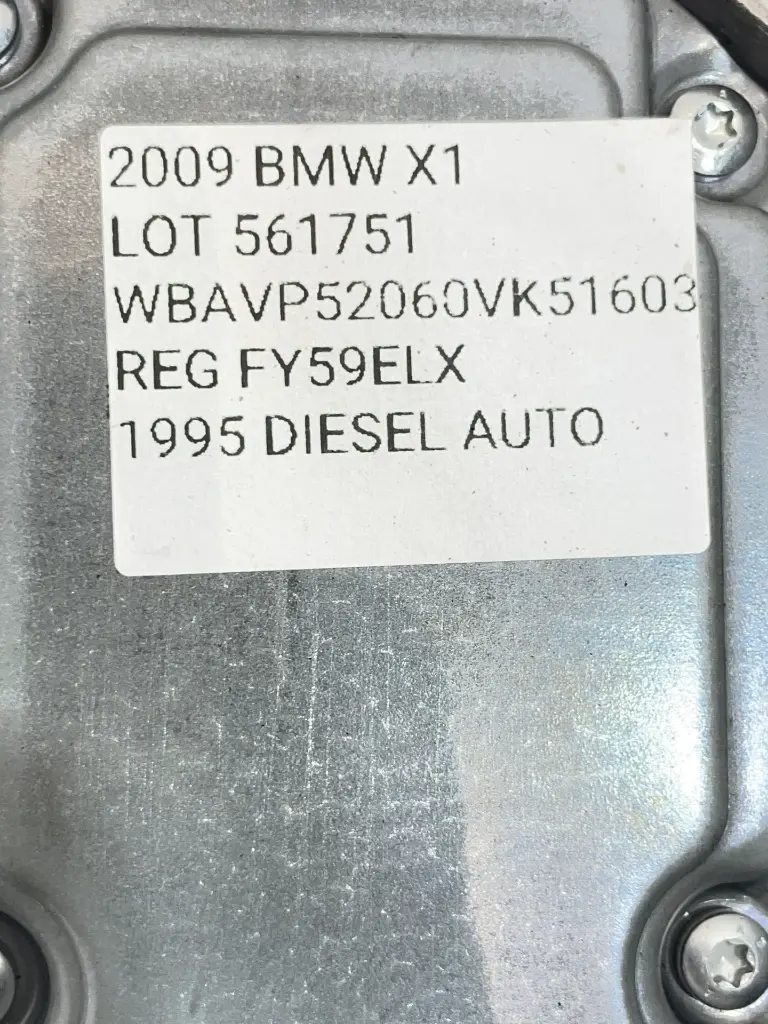 2009 BMW X1
LOT 561751
WBAVP52060VK51603
REG FY59ELX
1995 DIESEL AUTO